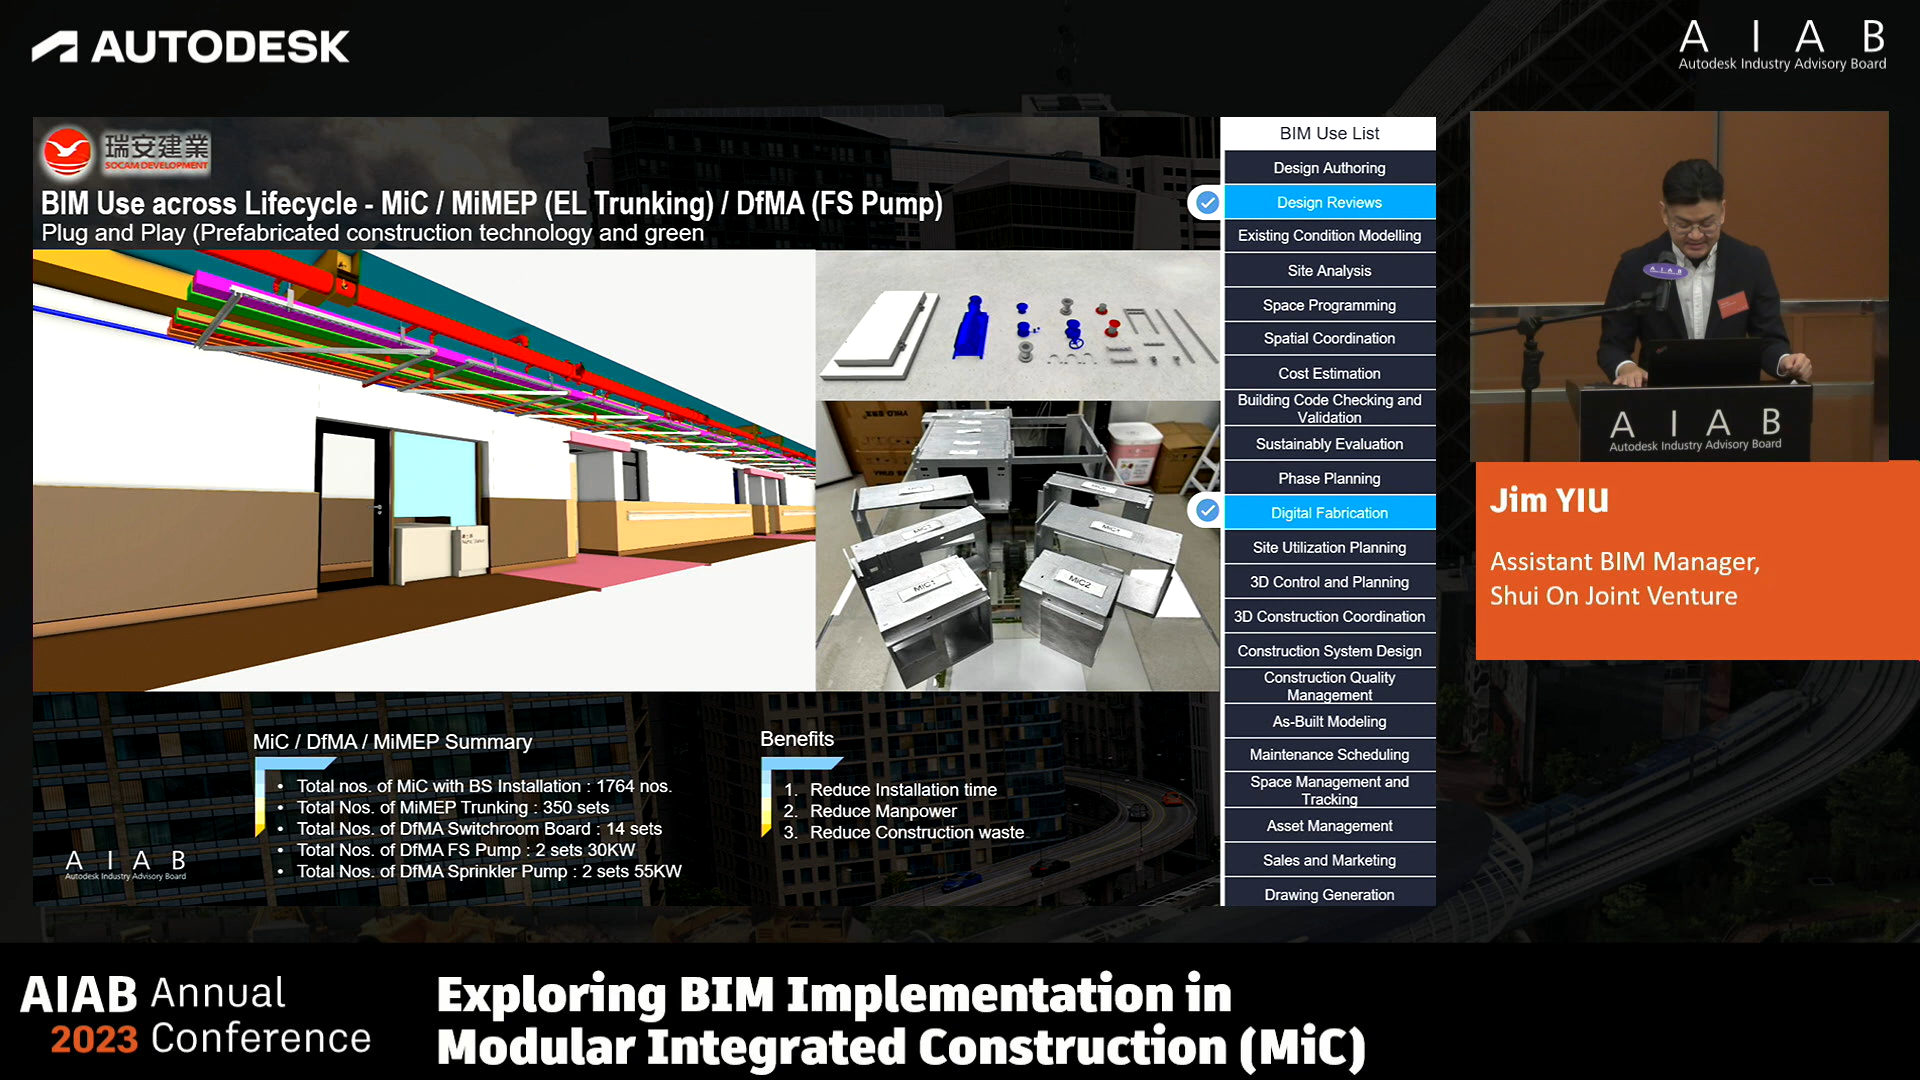 AUTODESK
A I A B
Autodesk Industry Advisory Board
瑞安建業
SOCAM DEVELOPMENT
BIM Use across Lifecycle - MiC / MiMEP (EL Trunking) / DfMA (FS Pump)
Plug and Play (Prefabricated construction technology and green
BIM Use List
Design Authoring
Design Reviews
Existing Condition Modelling
Site Analysis
Space Programming
Spatial Coordination
Cost Estimation
Building Code Checking and
Validation
Sustainably Evaluation
Phase Planning
Digital Fabrication
Site Utilization Planning
3D Control and Planning
3D Construction Coordination
Construction System Design
Construction Quality
Management
As-Built Modeling
Maintenance Scheduling
Space Management and
Tracking
Asset Management
Sales and Marketing
Drawing Generation
MiC1
MiC2
MiC / DfMA / MiMEP Summary
• Total nos. of MiC with BS Installation : 1764 nos.
• Total Nos. of MiMEP Trunking : 350 sets
• Total Nos. of DfMA Switchroom Board : 14 sets
• Total Nos. of DfMA FS Pump : 2 sets 30KW
• Total Nos. of DfMA Sprinkler Pump : 2 sets 55KW
Benefits
1. Reduce Installation time
2. Reduce Manpower
3. Reduce Construction waste
A I A B
Autodesk Industry Advisory Board
A I A B
A I A B
Autodesk Industry Advisory Board
Jim YIU
Assistant BIM Manager,
Shui On Joint Venture
AIAB Annual
2023 Conference
Exploring BIM Implementation in
Modular Integrated Construction (MiC)